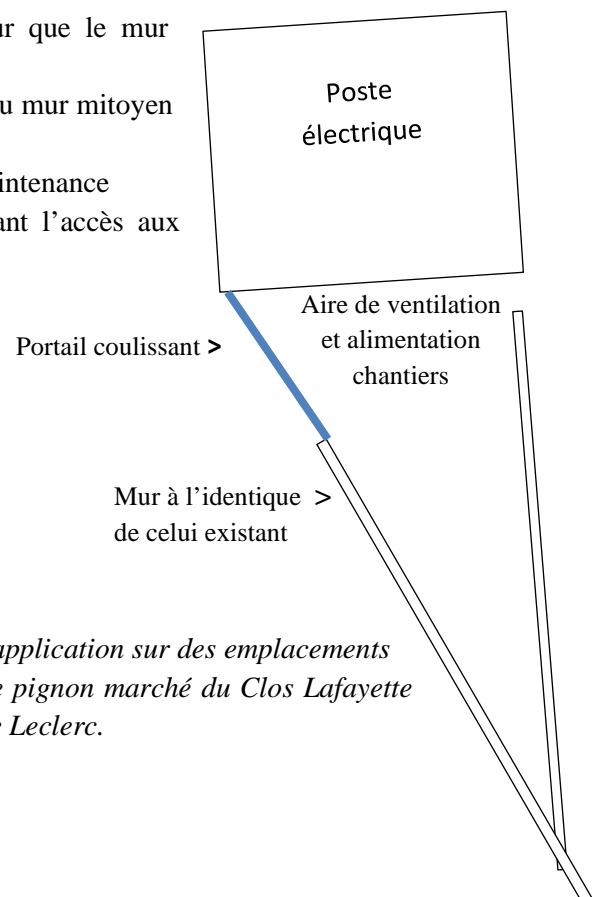 ur que le mur
u mur mitoyen
intenance
ant l'accès aux
Poste
électrique
Aire de ventilation
et alimentation
chantiers
Portail coulissant >
Mur à l'identique >
de celui existant
application sur des emplacements
e pignon marché du Clos Lafayette
e Leclerc.